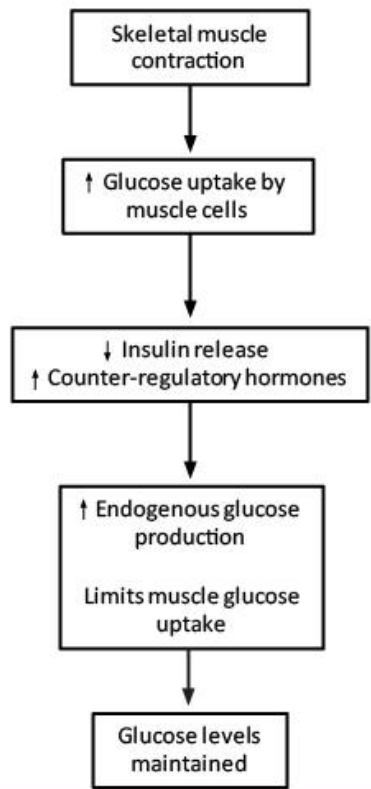 Skeletal muscle
contraction
↑ Glucose uptake by
muscle cells
↓ Insulin release
↑ Counter-regulatory hormones
↑ Endogenous glucose
production
Limits muscle glucose
uptake
Glucose levels
maintained